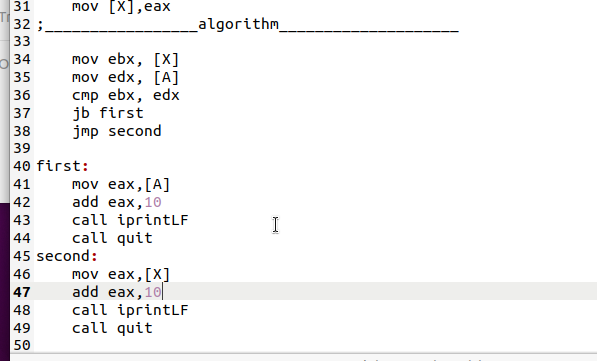 31 mov [X],eax
32 ;_________________algorithm____________________
33
34 mov ebx, [X]
35 mov edx, [A]
36 cmp ebx, edx
37 jb first
38 jmp second
39
40 first:
41 mov eax,[A]
42 add eax,10
43 call iprintLF
44 call quit
45 second:
46 mov eax,[X]
47 add eax,10
48 call iprintLF
49 call quit
50